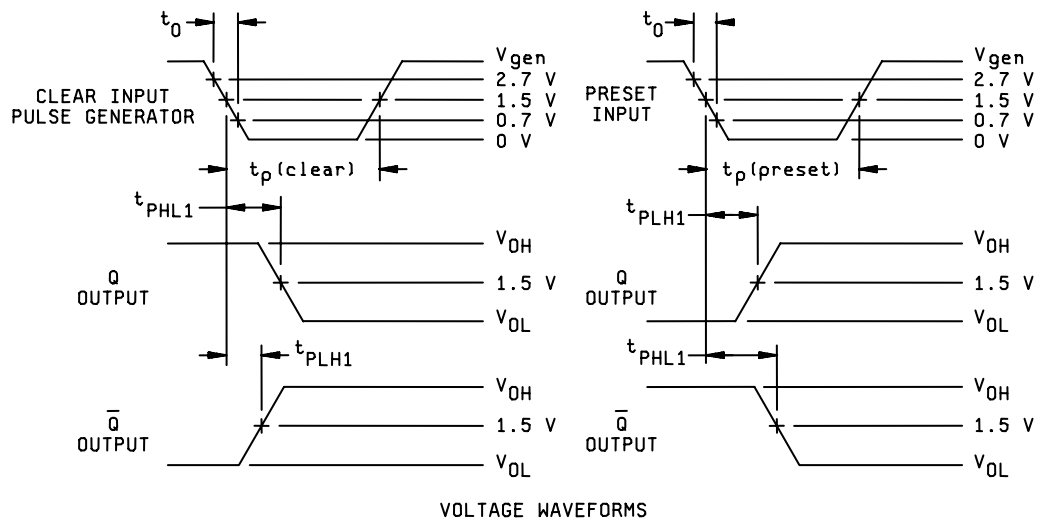 t0
Vgen
2.7 V
1.5 V
0.7 V
0 V
CLEAR INPUT
PULSE GENERATOR
tp(clear)
tPHL1
VOH
1.5 V
VOL
Q
OUTPUT
tPLH1
VOH
1.5 V
VOL
Q̅
OUTPUT
t0
Vgen
2.7 V
1.5 V
0.7 V
0 V
PRESET
INPUT
tp(preset)
tPLH1
VOH
1.5 V
VOL
Q
OUTPUT
tPHL1
VOH
1.5 V
VOL
Q̅
OUTPUT
VOLTAGE WAVEFORMS